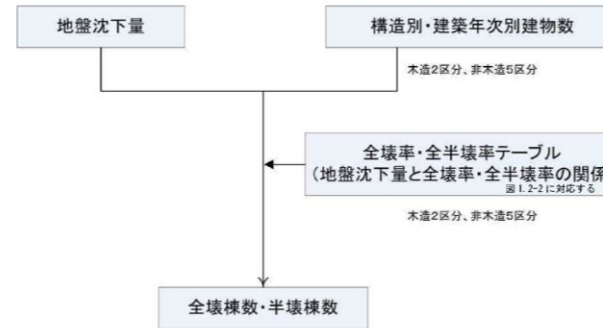 地盤沈下量
構造別・建築年次別建物数
木造2区分、非木造5区分
全壊率・全半壊率テーブル
(地盤沈下量と全壊率・全半壊率の関係
図1.2-2に対応する
木造2区分、非木造5区分
全壊棟数・半壊棟数